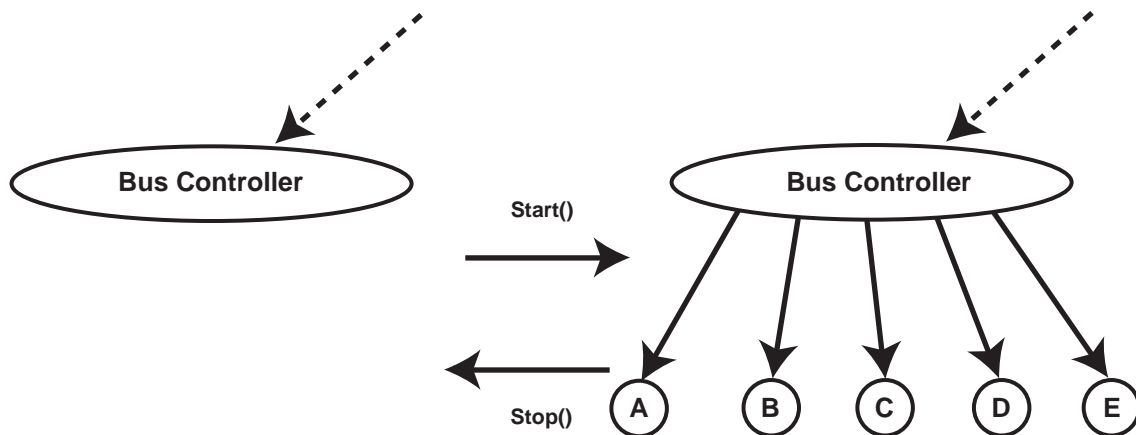 Bus Controller
Bus Controller
Start()
Stop()
A
B
C
D
E